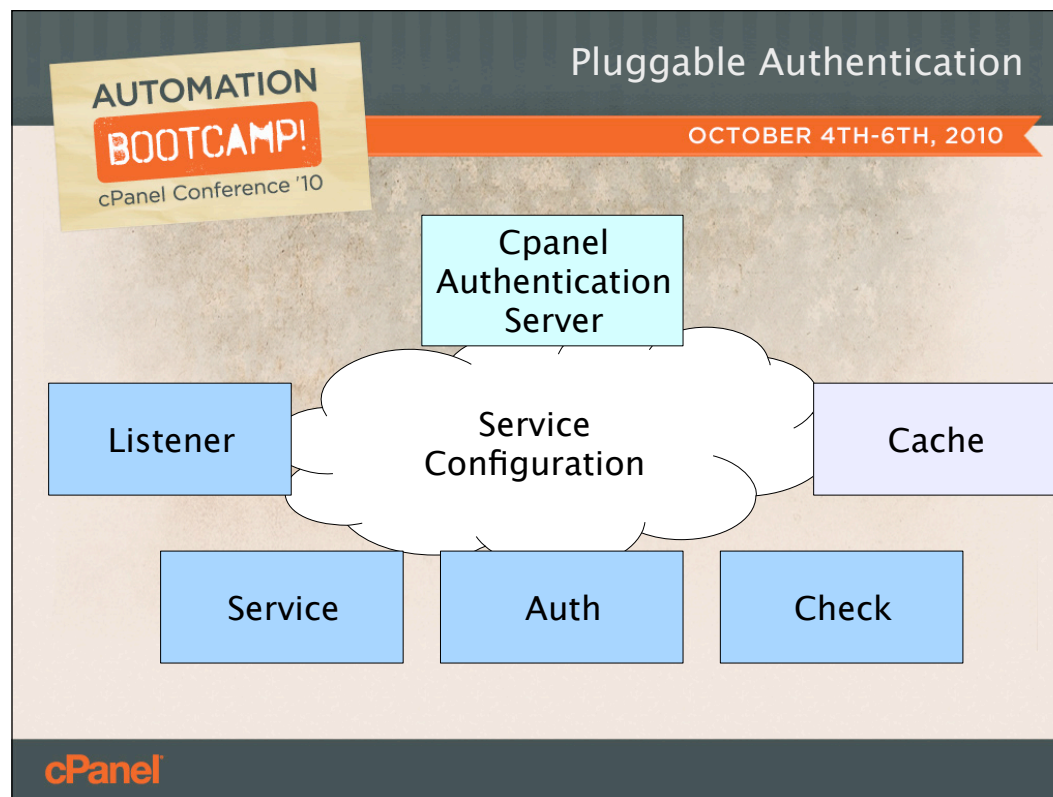 Pluggable Authentication
AUTOMATION
BOOTCAMP!
cPanel Conference '10
OCTOBER 4TH-6TH, 2010
Cpanel
Authentication
Server
Listener
Service
Configuration
Cache
Service
Auth
Check
cPanel